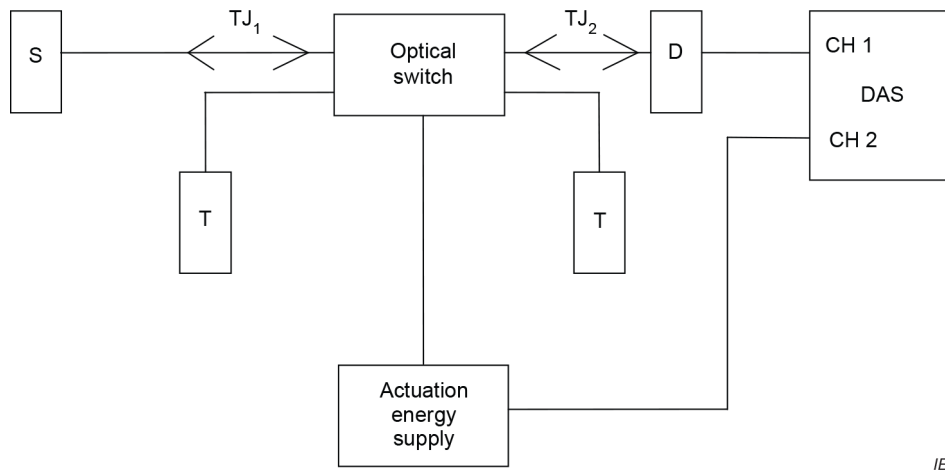 TJ1
TJ2
S
Optical
switch
D
CH 1
DAS
CH 2
T
T
Actuation
energy
supply